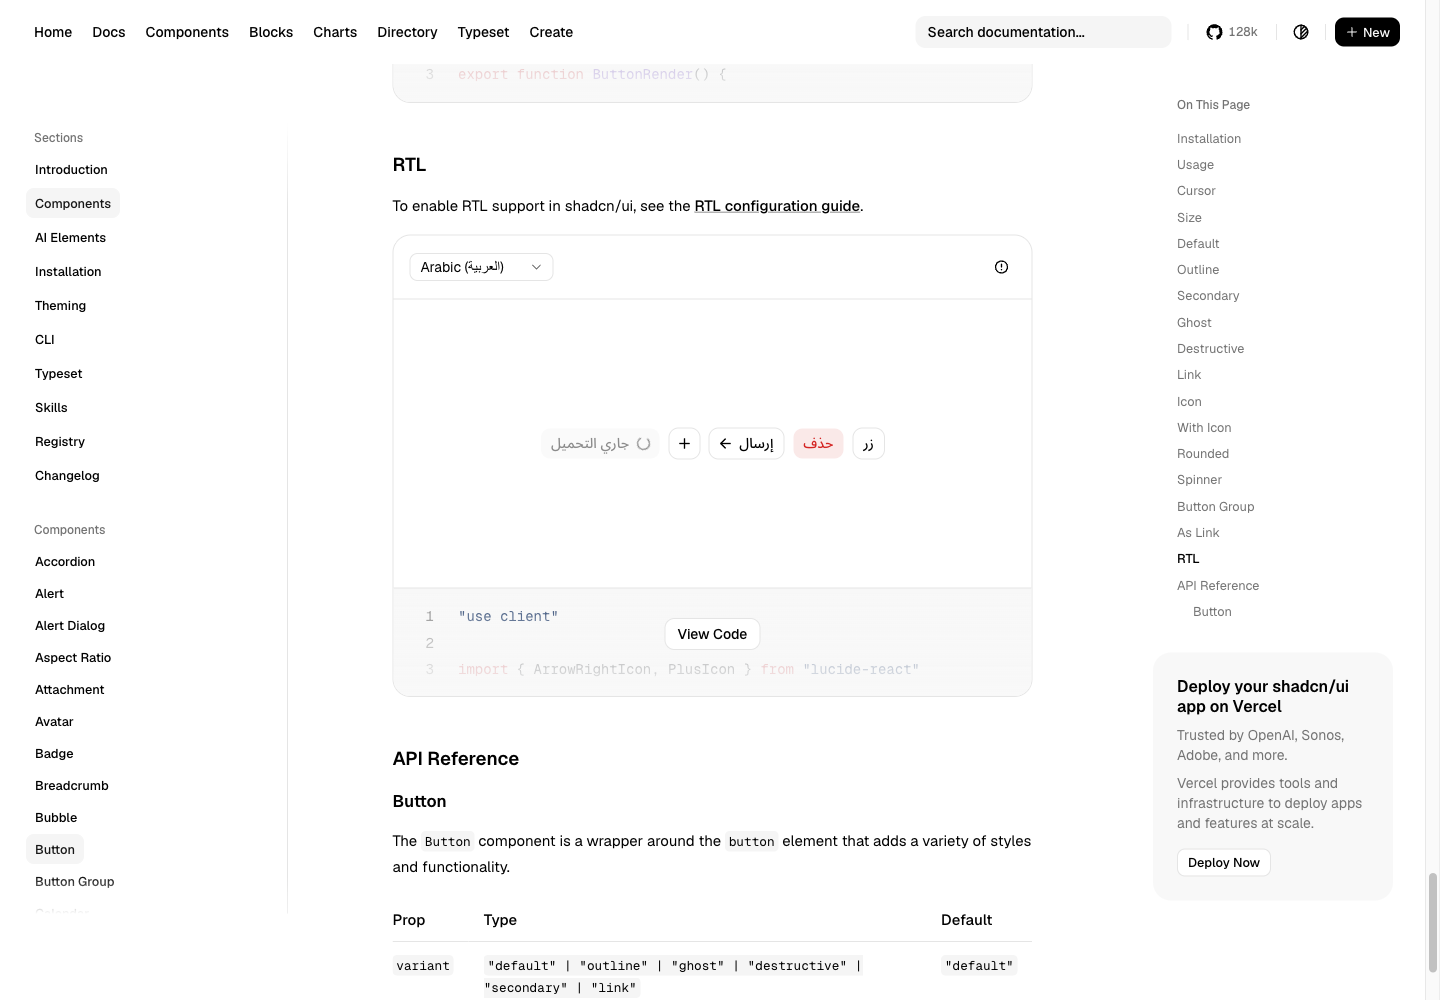 Home Docs Components Blocks Charts Directory Typeset Create
Search documentation...
128k
New
Sections
Introduction
Components
AI Elements
Installation
Theming
CLI
Typeset
Skills
Registry
Changelog
Components
Accordion
Alert
Alert Dialog
Aspect Ratio
Attachment
Avatar
Badge
Breadcrumb
Bubble
Button
Button Group
Calendar
3 export function ButtonRender() {
RTL
To enable RTL support in shadcn/ui, see the RTL configuration guide.
Arabic (العربية)
زر
حذف
إرسال
جاري التحميل
1 "use client"
2
View Code
3 import { ArrowRightIcon, PlusIcon } from "lucide-react"
API Reference
Button
The Button component is a wrapper around the button element that adds a variety of styles
and functionality.
Prop Type Default
variant "default" | "outline" | "ghost" | "destructive" | "default"
"secondary" | "link"
On This Page
Installation
Usage
Cursor
Size
Default
Outline
Secondary
Ghost
Destructive
Link
Icon
With Icon
Rounded
Spinner
Button Group
As Link
RTL
API Reference
Button
Deploy your shadcn/ui
app on Vercel
Trusted by OpenAI, Sonos,
Adobe, and more.
Vercel provides tools and
infrastructure to deploy apps
and features at scale.
Deploy Now